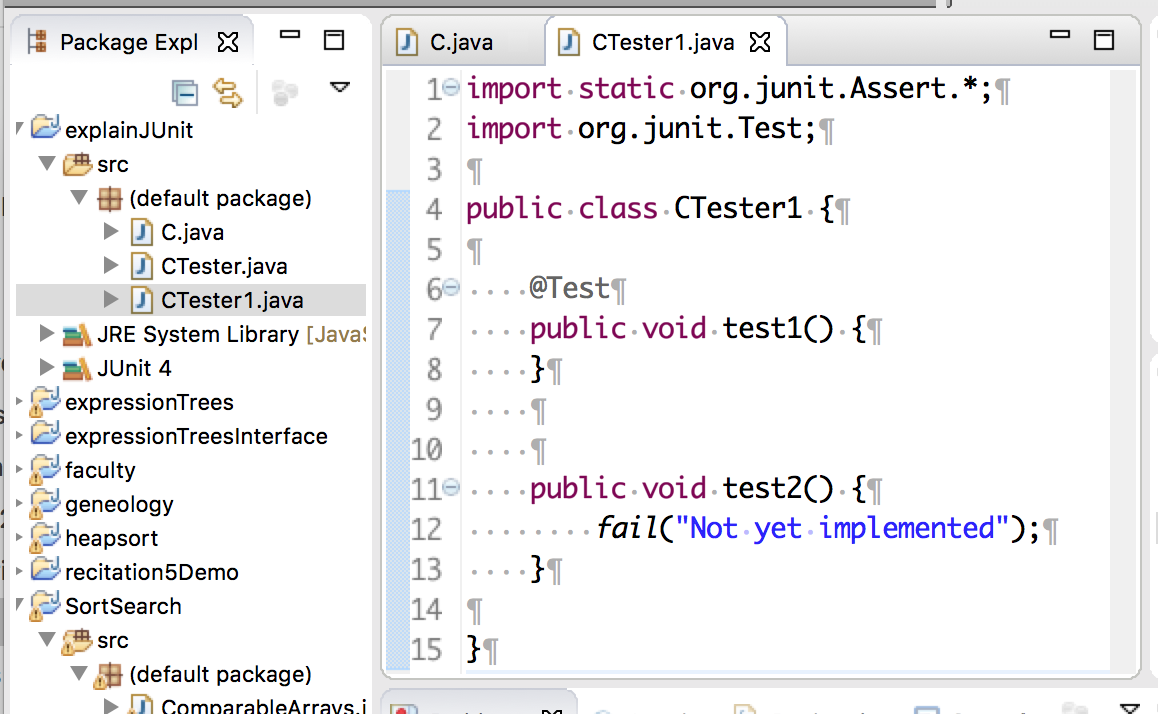 Package Expl
explainJUnit
src
(default package)
C.java
CTester.java
CTester1.java
JRE System Library [Java
JUnit 4
expressionTrees
expressionTreesInterface
faculty
geneology
heapsort
recitation5Demo
SortSearch
src
(default package)
ComparableArrays.j
C.java
CTester1.java
1 import static org.junit.Assert.*;¶
2 import org.junit.Test;¶
3 ¶
4 public class CTester1 {¶
5 ¶
6 @Test¶
7 public void test1() {¶
8 }¶
9 ¶
10 ¶
11 public void test2() {¶
12 fail("Not yet implemented");¶
13 }¶
14 ¶
15 }¶